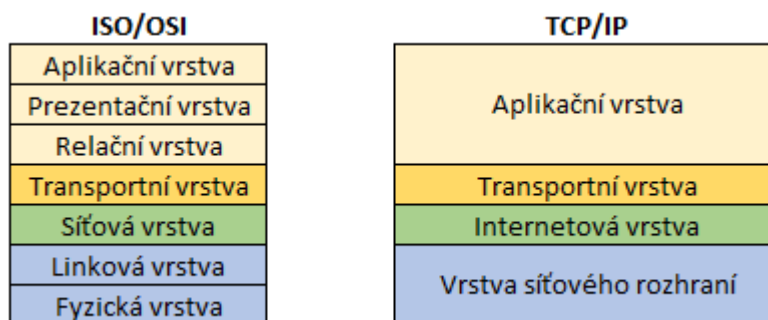 ISO/OSI
Aplikační vrstva
Prezentační vrstva
Relační vrstva
Transportní vrstva
Síťová vrstva
Linková vrstva
Fyzická vrstva
TCP/IP
Aplikační vrstva
Transportní vrstva
Internetová vrstva
Vrstva síťového rozhraní